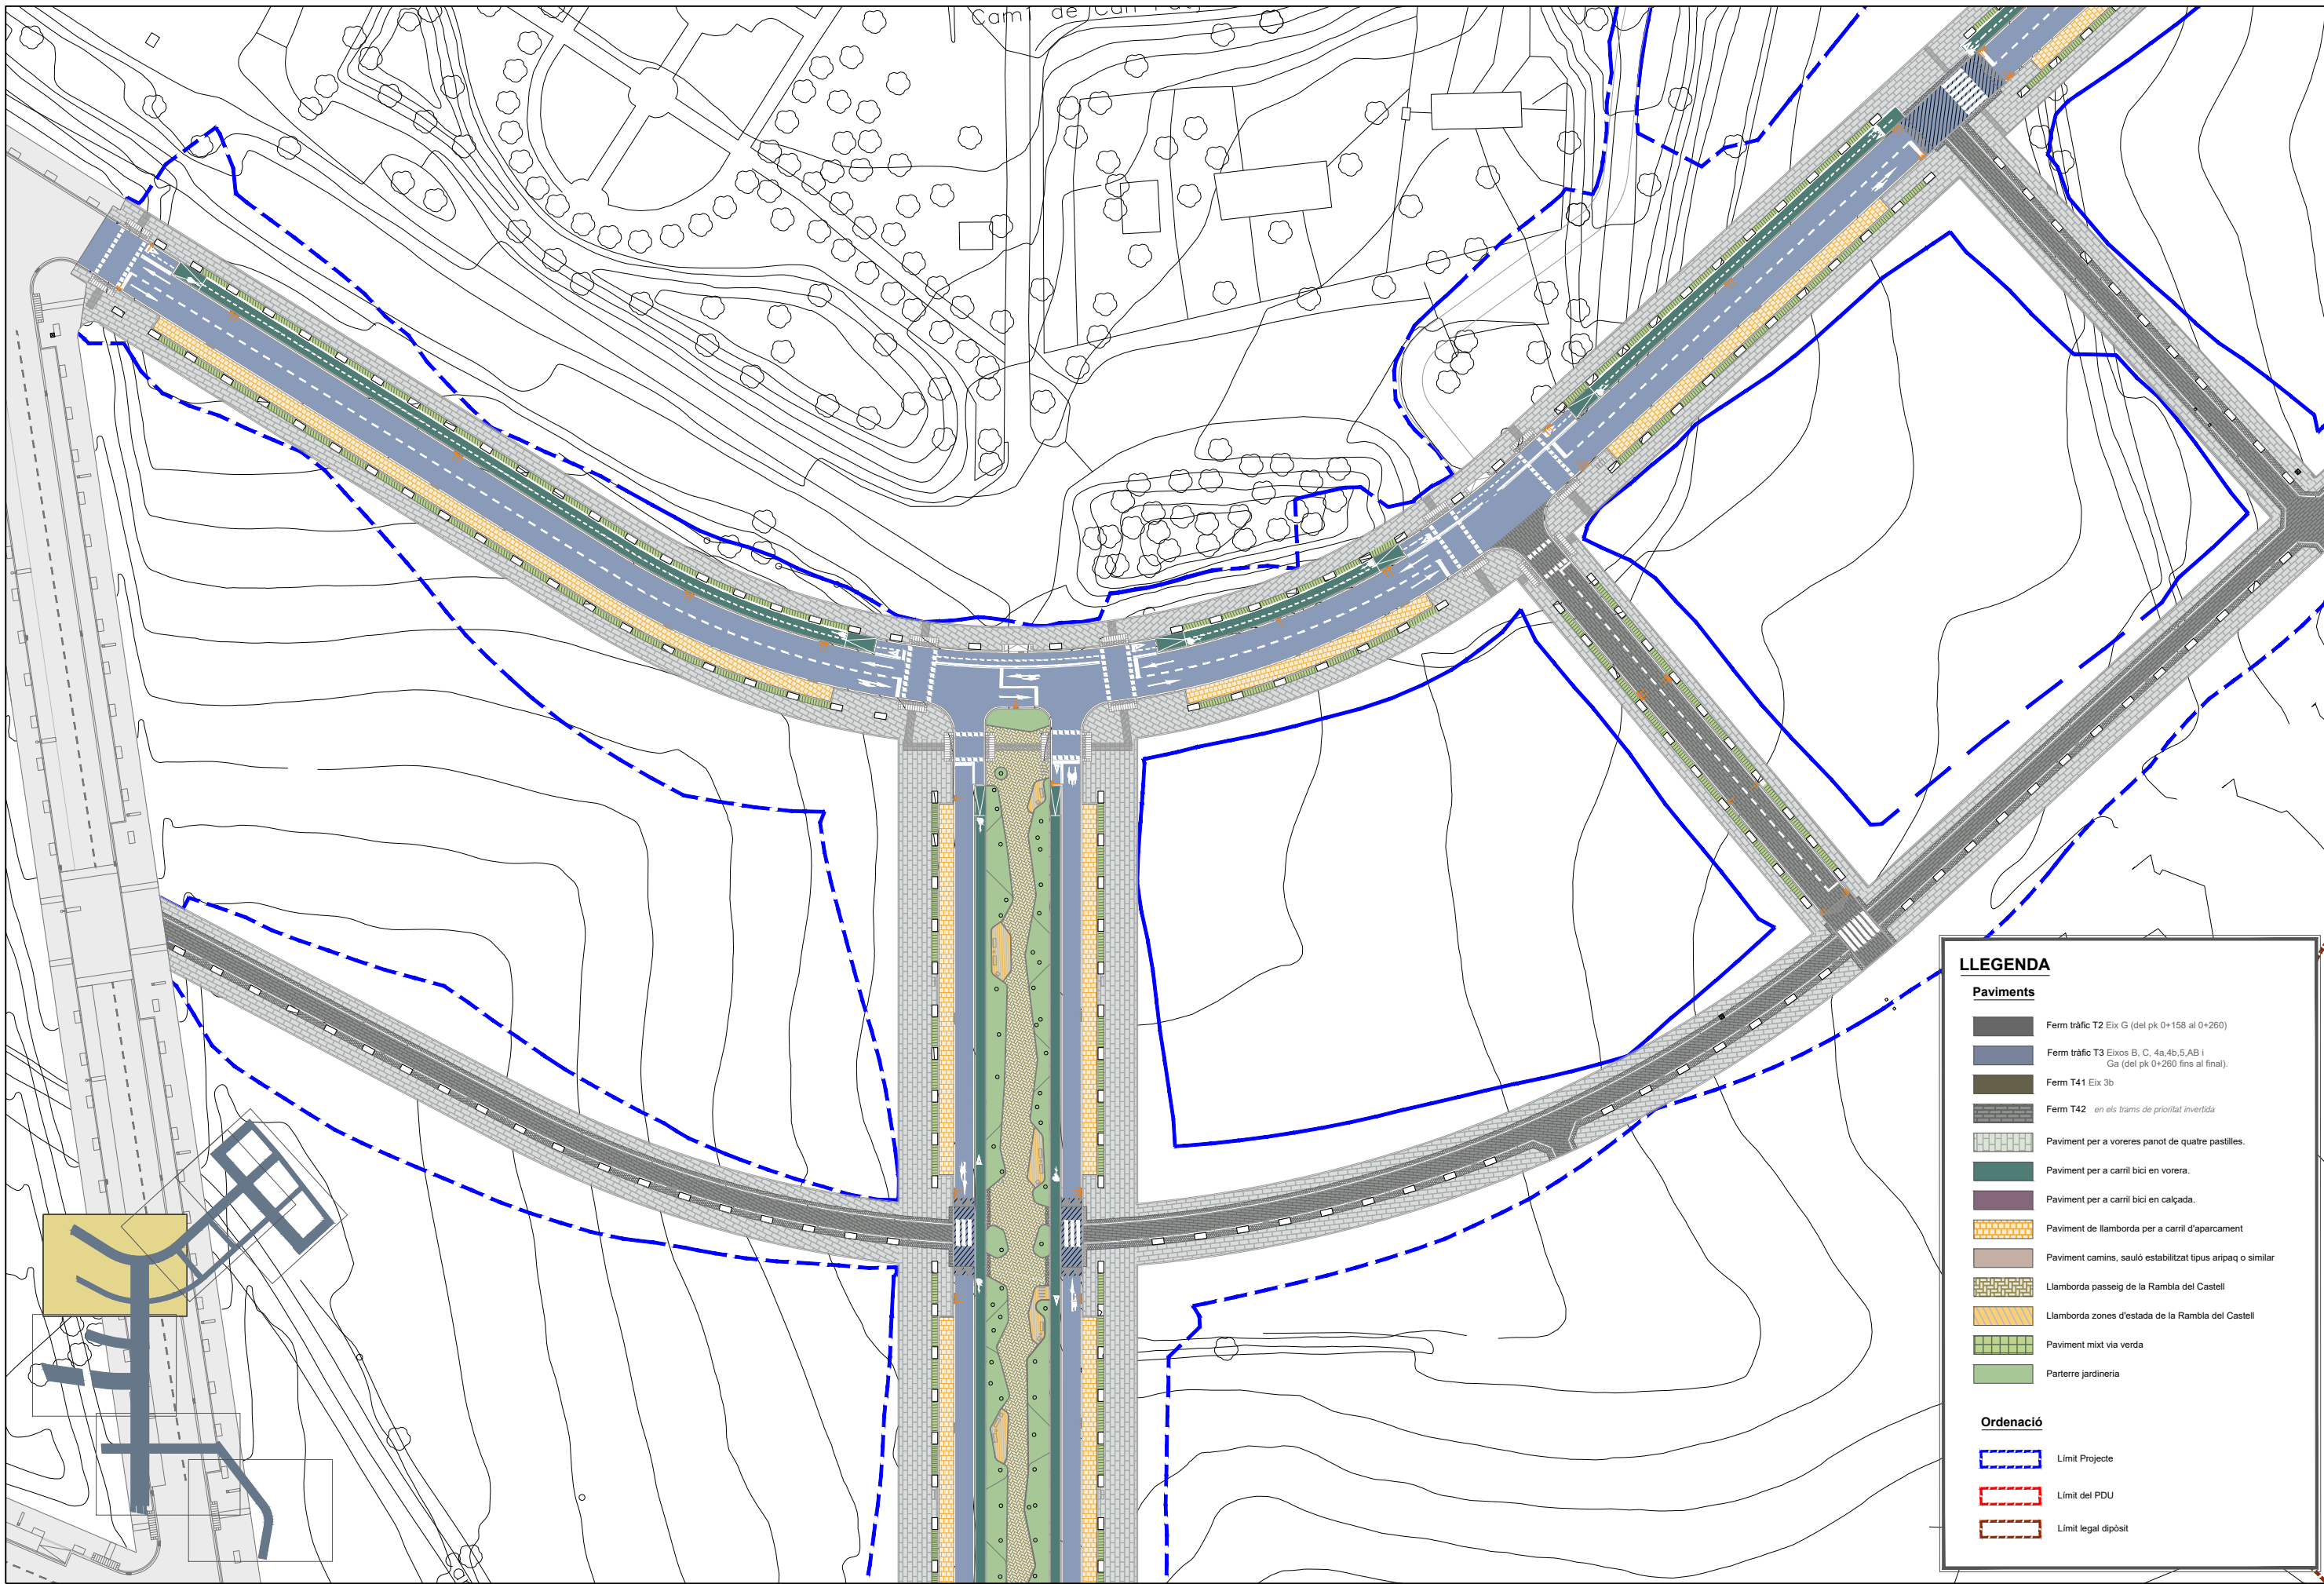 Camí de Can
LLEGENDA
Paviments
Ferm tràfic T2 Eix G (del pk 0+158 al 0+260)
Ferm tràfic T3 Eixos B, C, 4a,4b,5,AB i
Ga (del pk 0+260 fins al final).
Ferm T41 Eix 3b
Ferm T42 en els trams de prioritat invertida
Paviment per a voreres panot de quatre pastilles.
Paviment per a carril bici en vorera.
Paviment per a carril bici en calçada.
Paviment de llamborda per a carril d'aparcament
Paviment camins, sauló estabilitzat tipus aripaq o similar
Llamborda passeig de la Rambla del Castell
Llamborda zones d'estada de la Rambla del Castell
Paviment mixt via verda
Parterre jardineria
Ordenació
Límit Projecte
Límit del PDU
Límit legal dipòsit